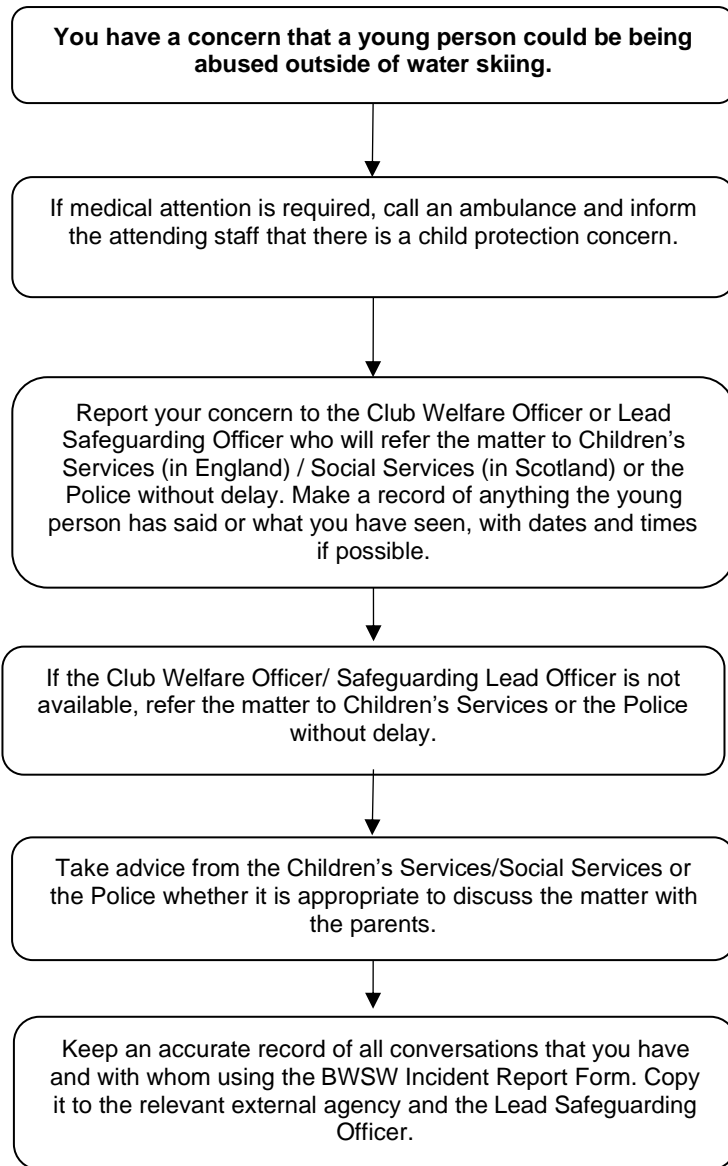 You have a concern that a young person could be being
abused outside of water skiing.
If medical attention is required, call an ambulance and inform
the attending staff that there is a child protection concern.
Report your concern to the Club Welfare Officer or Lead
Safeguarding Officer who will refer the matter to Children’s
Services (in England) / Social Services (in Scotland) or the
Police without delay. Make a record of anything the young
person has said or what you have seen, with dates and times
if possible.
If the Club Welfare Officer/ Safeguarding Lead Officer is not
available, refer the matter to Children’s Services or the Police
without delay.
Take advice from the Children’s Services/Social Services or
the Police whether it is appropriate to discuss the matter with
the parents.
Keep an accurate record of all conversations that you have
and with whom using the BWSW Incident Report Form. Copy
it to the relevant external agency and the Lead Safeguarding
Officer.